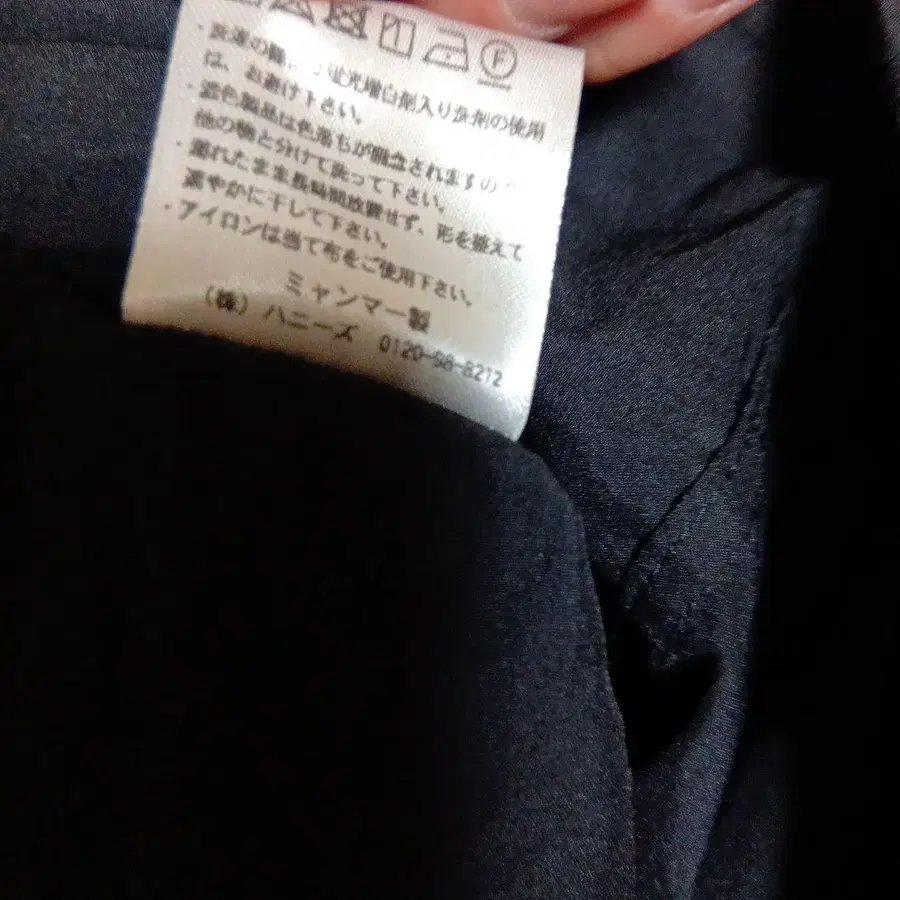 F
・洗濯の際、蛍光増白剤入り洗剤の使用
は、お避け下さい。
・濃色製品は色落ちが懸念されますので
他の物と分けて洗って下さい。
・濡れたまま長時間放置せず、形を整えて
速やかに干して下さい。
・アイロンは当て布をご使用下さい。
ミャンマー製
(株) ハニーズ 0120-98-8212